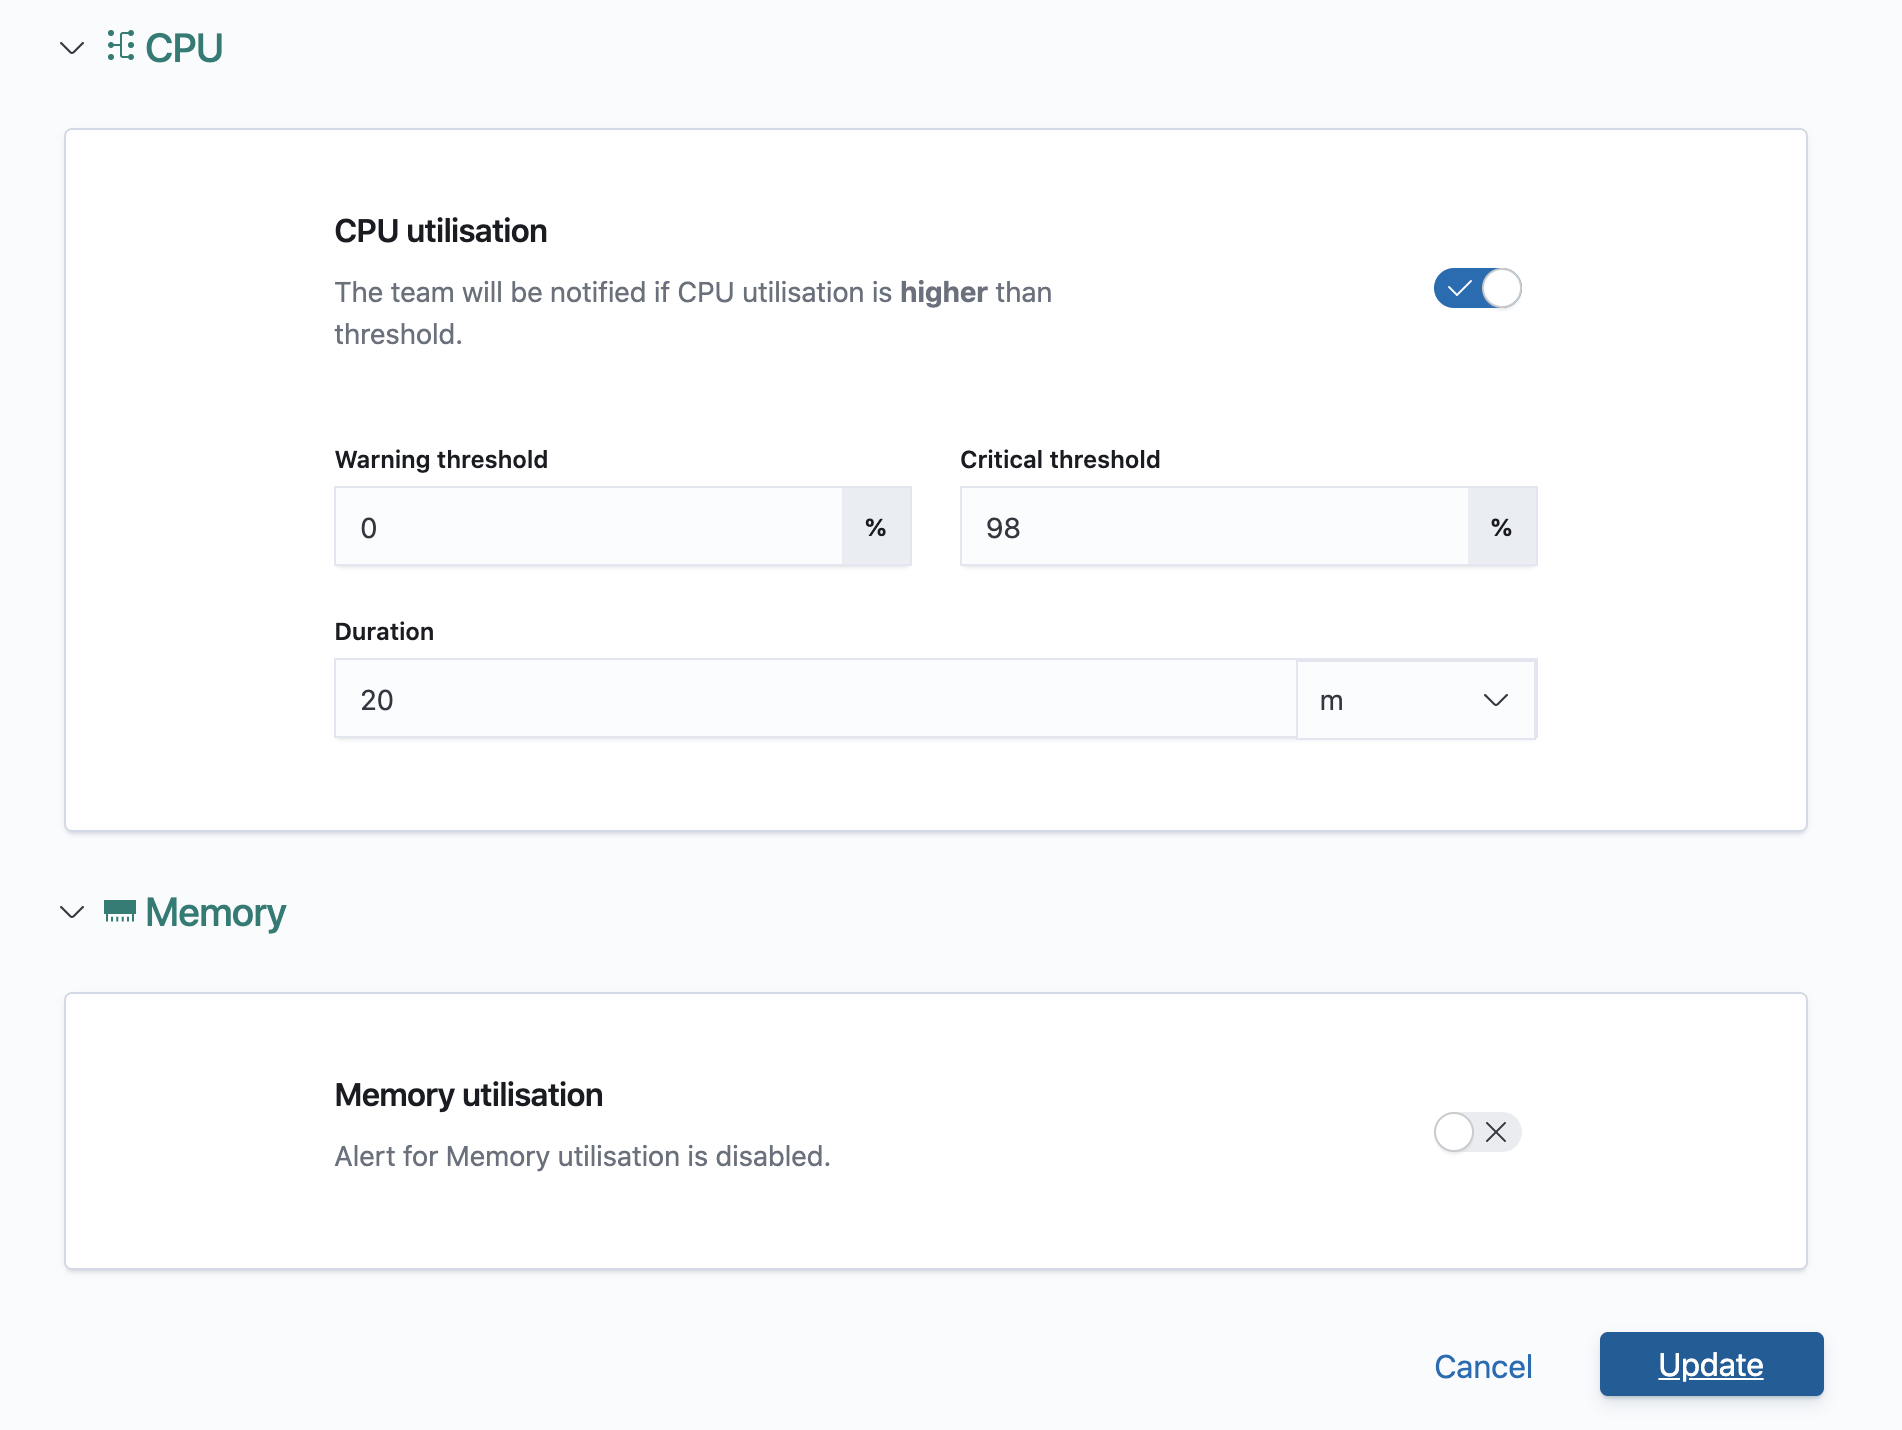 CPU
CPU utilisation
The team will be notified if CPU utilisation is higher than
threshold.
Warning threshold
Critical threshold
0 %
98 %
Duration
20 m
Memory
Memory utilisation
Alert for Memory utilisation is disabled.
Cancel
Update